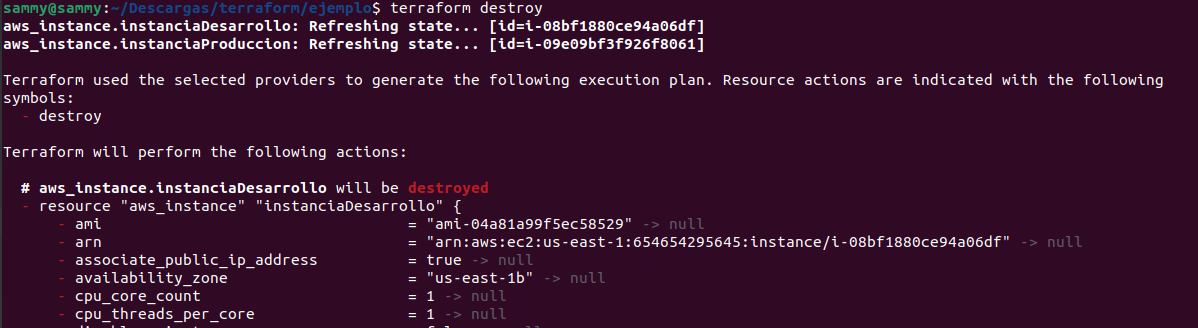 sammy@sammy:~/Descargas/terraform/ejemplo$ terraform destroy
aws_instance.instanciaDesarrollo: Refreshing state... [id=i-08bf1880ce94a06df]
aws_instance.instanciaProduccion: Refreshing state... [id=i-09e09bf3f926f8061]
Terraform used the selected providers to generate the following execution plan. Resource actions are indicated with the following
symbols:
- destroy
Terraform will perform the following actions:
# aws_instance.instanciaDesarrollo will be destroyed
- resource "aws_instance" "instanciaDesarrollo" {
- ami = "ami-04a81a99f5ec58529" -> null
- arn = "arn:aws:ec2:us-east-1:654654295645:instance/i-08bf1880ce94a06df" -> null
- associate_public_ip_address = true -> null
- availability_zone = "us-east-1b" -> null
- cpu_core_count = 1 -> null
- cpu_threads_per_core = 1 -> null